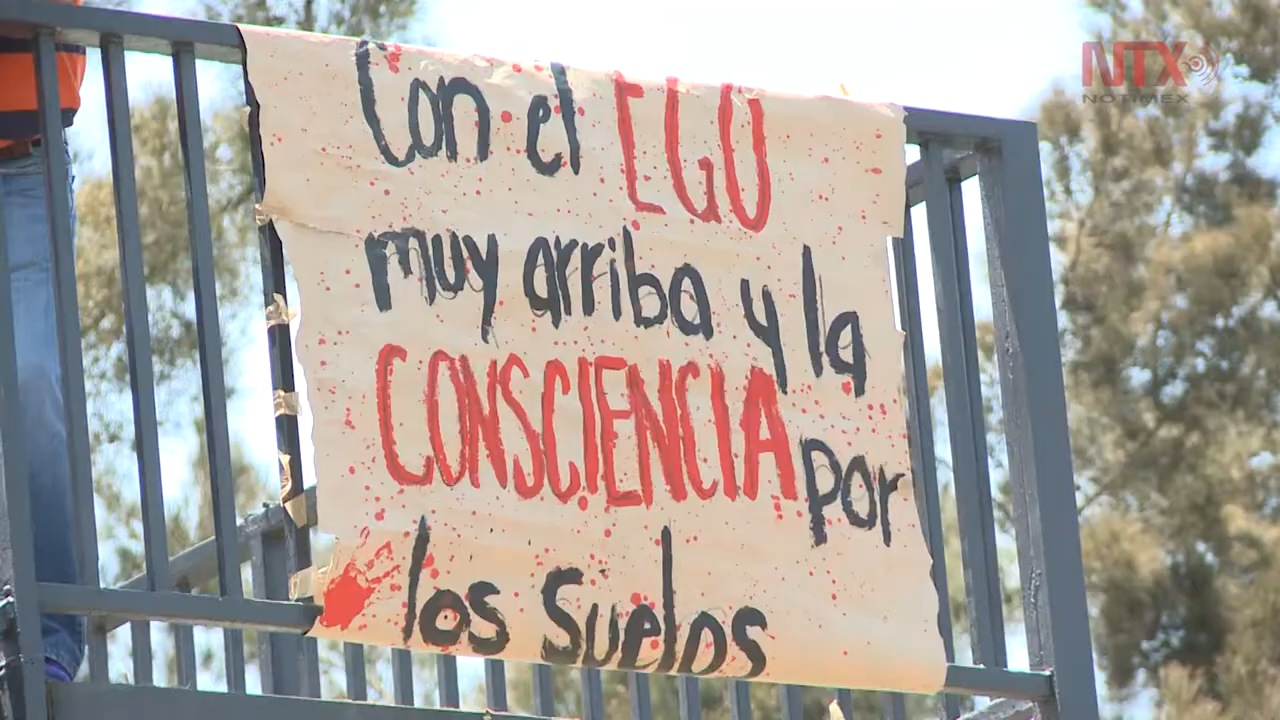 Con el EGO
muy arriba y la
CONSCIENCIA por
los suelos
NTX
NOTIMEX